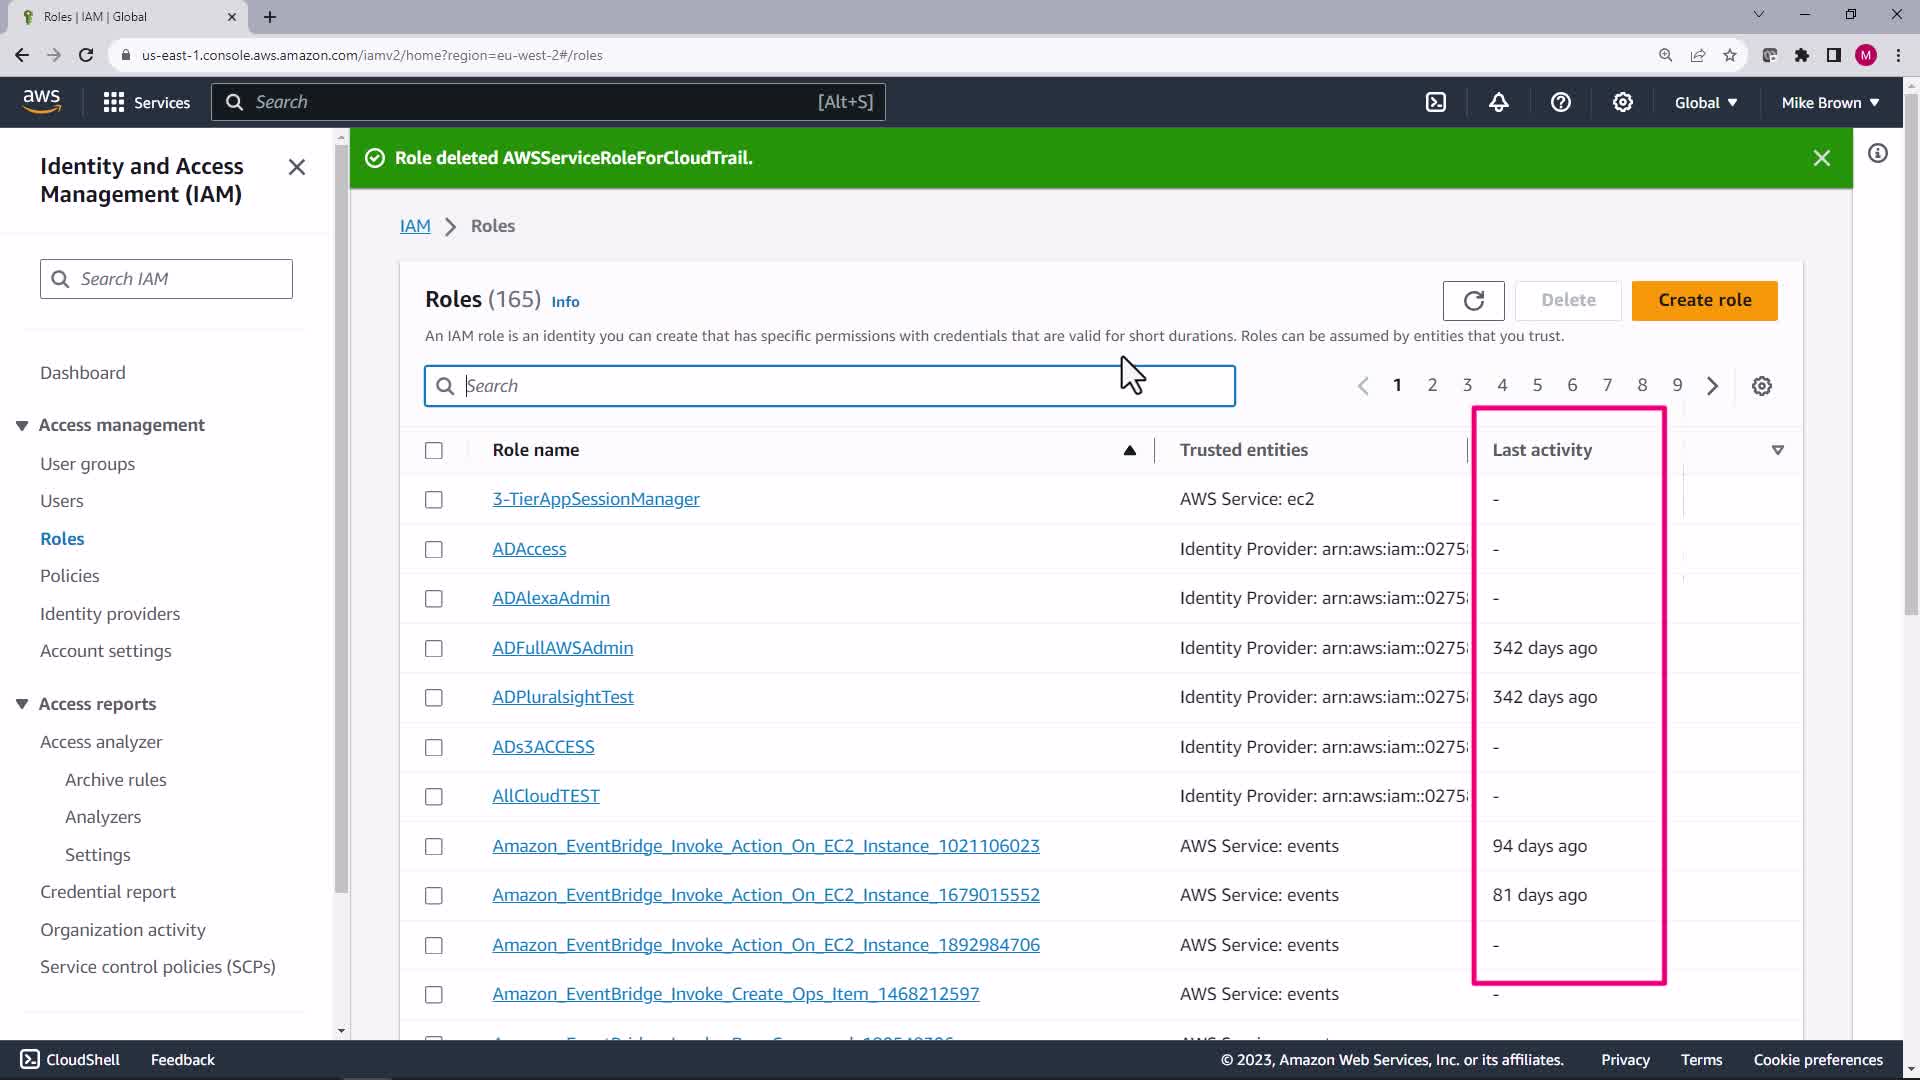 Roles | IAM | Global
us-east-1.console.aws.amazon.com/iamv2/home?region=eu-west-2#/roles
M
aws
Services
Search
[Alt+S]
Global
Mike Brown
Identity and Access
Management (IAM)
Search IAM
Dashboard
Access management
User groups
Users
Roles
Policies
Identity providers
Account settings
Access reports
Access analyzer
Archive rules
Analyzers
Settings
Credential report
Organization activity
Service control policies (SCPs)
Role deleted AWSServiceRoleForCloudTrail.
IAM > Roles
Roles (165) Info
Delete
Create role
An IAM role is an identity you can create that has specific permissions with credentials that are valid for short durations. Roles can be assumed by entities that you trust.
Search
1 2 3 4 5 6 7 8 9
Role name Trusted entities Last activity
3-TierAppSessionManager AWS Service: ec2 -
ADAccess Identity Provider: arn:aws:iam::0275 -
ADAlexaAdmin Identity Provider: arn:aws:iam::0275 -
ADFullAWSAdmin Identity Provider: arn:aws:iam::0275 342 days ago
ADPluralsightTest Identity Provider: arn:aws:iam::0275 342 days ago
ADs3ACCESS Identity Provider: arn:aws:iam::0275 -
AllCloudTEST Identity Provider: arn:aws:iam::0275 -
Amazon_EventBridge_Invoke_Action_On_EC2_Instance_1021106023 AWS Service: events 94 days ago
Amazon_EventBridge_Invoke_Action_On_EC2_Instance_1679015552 AWS Service: events 81 days ago
Amazon_EventBridge_Invoke_Action_On_EC2_Instance_1892984706 AWS Service: events -
Amazon_EventBridge_Invoke_Create_Ops_Item_1468212597 AWS Service: events -
CloudShell
Feedback
© 2023, Amazon Web Services, Inc. or its affiliates.
Privacy
Terms
Cookie preferences